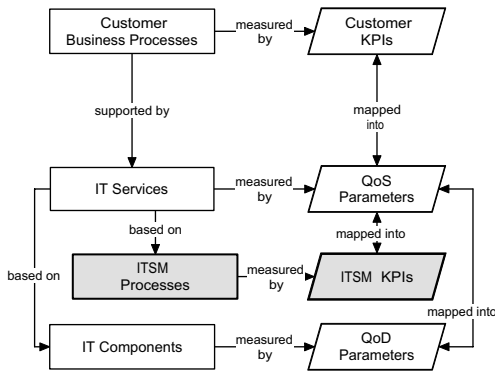 Customer
Business Processes
measured
by
Customer
KPIs
supported by
mapped
into
IT Services
measured
by
QoS
Parameters
based on
mapped into
ITSM
Processes
measured
by
ITSM KPIs
based on
mapped into
IT Components
measured
by
QoD
Parameters